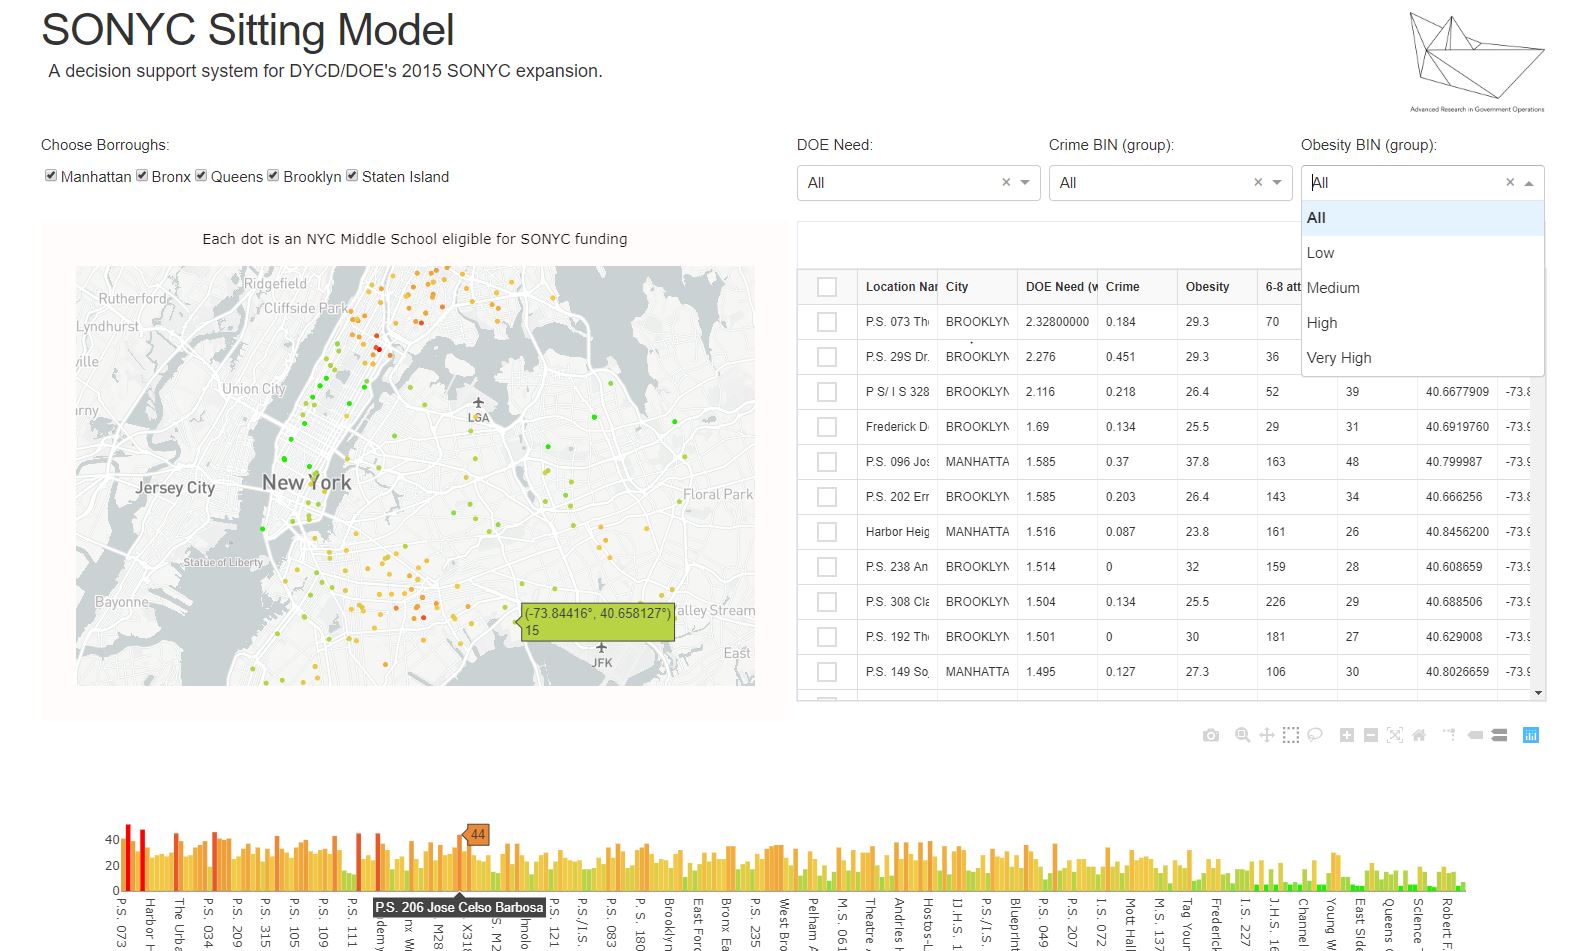 SONYC Sitting Model
A decision support system for DYCD/DOE's 2015 SONYC expansion.
Advanced Research in Government Operations
Choose Borroughs:
Manhattan Bronx Queens Brooklyn Staten Island
DOE Need:
All
Crime BIN (group):
All
Obesity BIN (group):
All
All
Low
Medium
High
Very High
Each dot is an NYC Middle School eligible for SONYC funding
Ridgefield
Rutherford
Cliffside Park
Lyndhurst
ville
Union City
arny
LGA
New York
Jersey City
Floral Park
Statue of Liberty
Bayonne
(-73.84416°, 40.658127°)
15
alley Stream
JFK
East
Location Nar City DOE Need (w Crime Obesity 6-8 att
P.S. 073 Th BROOKLYN 2.32800000 0.184 29.3 70
P.S. 29S Dr. BROOKLYN 2.276 0.451 29.3 36
P S/ I S 328 BROOKLYN 2.116 0.218 26.4 52 39 40.6677909 -73.8
Frederick D BROOKLYN 1.69 0.134 25.5 29 31 40.6919760 -73.9
P.S. 096 Jos MANHATTA 1.585 0.37 37.8 163 48 40.799987 -73.9
P.S. 202 Err BROOKLYN 1.585 0.203 26.4 143 34 40.666256 -73.8
Harbor Heig MANHATTA 1.516 0.087 23.8 161 26 40.8456200 -73.9
P.S. 238 An BROOKLYN 1.514 0 32 159 28 40.608659 -73.9
P.S. 308 Cla BROOKLYN 1.504 0.134 25.5 226 29 40.688506 -73.9
P.S. 192 Th BROOKLYN 1.501 0 30 181 27 40.629008 -73.9
P.S. 149 So MANHATTA 1.495 0.127 27.3 106 30 40.8026659 -73.9
40
20
0
44
P.S. 206 Jose Celso Barbosa
P.S. 073
Harbor H
The Urba
P.S. 034
P.S. 209
P.S. 315
P.S. 105
P.S. 109
P.S. 111
ademy
nx Wr
M28
X318
S. M2
chnolo
P.S. 121
P.S./I.S.
P.S. 083
P. S. 180
Brooklyn
East Ford
Bronx Ea
P.S. 235
West Bro
Pelham A
M.S. 061
Theatre A
Andries H
Hostos-L
P.S./I.S.
Blueprint
P.S. 049
P.S. 207
I.S. 072
Mott Hall
M.S. 137
Tag Your
Frederick
I.S. 227
J.H.S. 16
Channel
Young W
East Side
Queens G
Science T
Robert F.